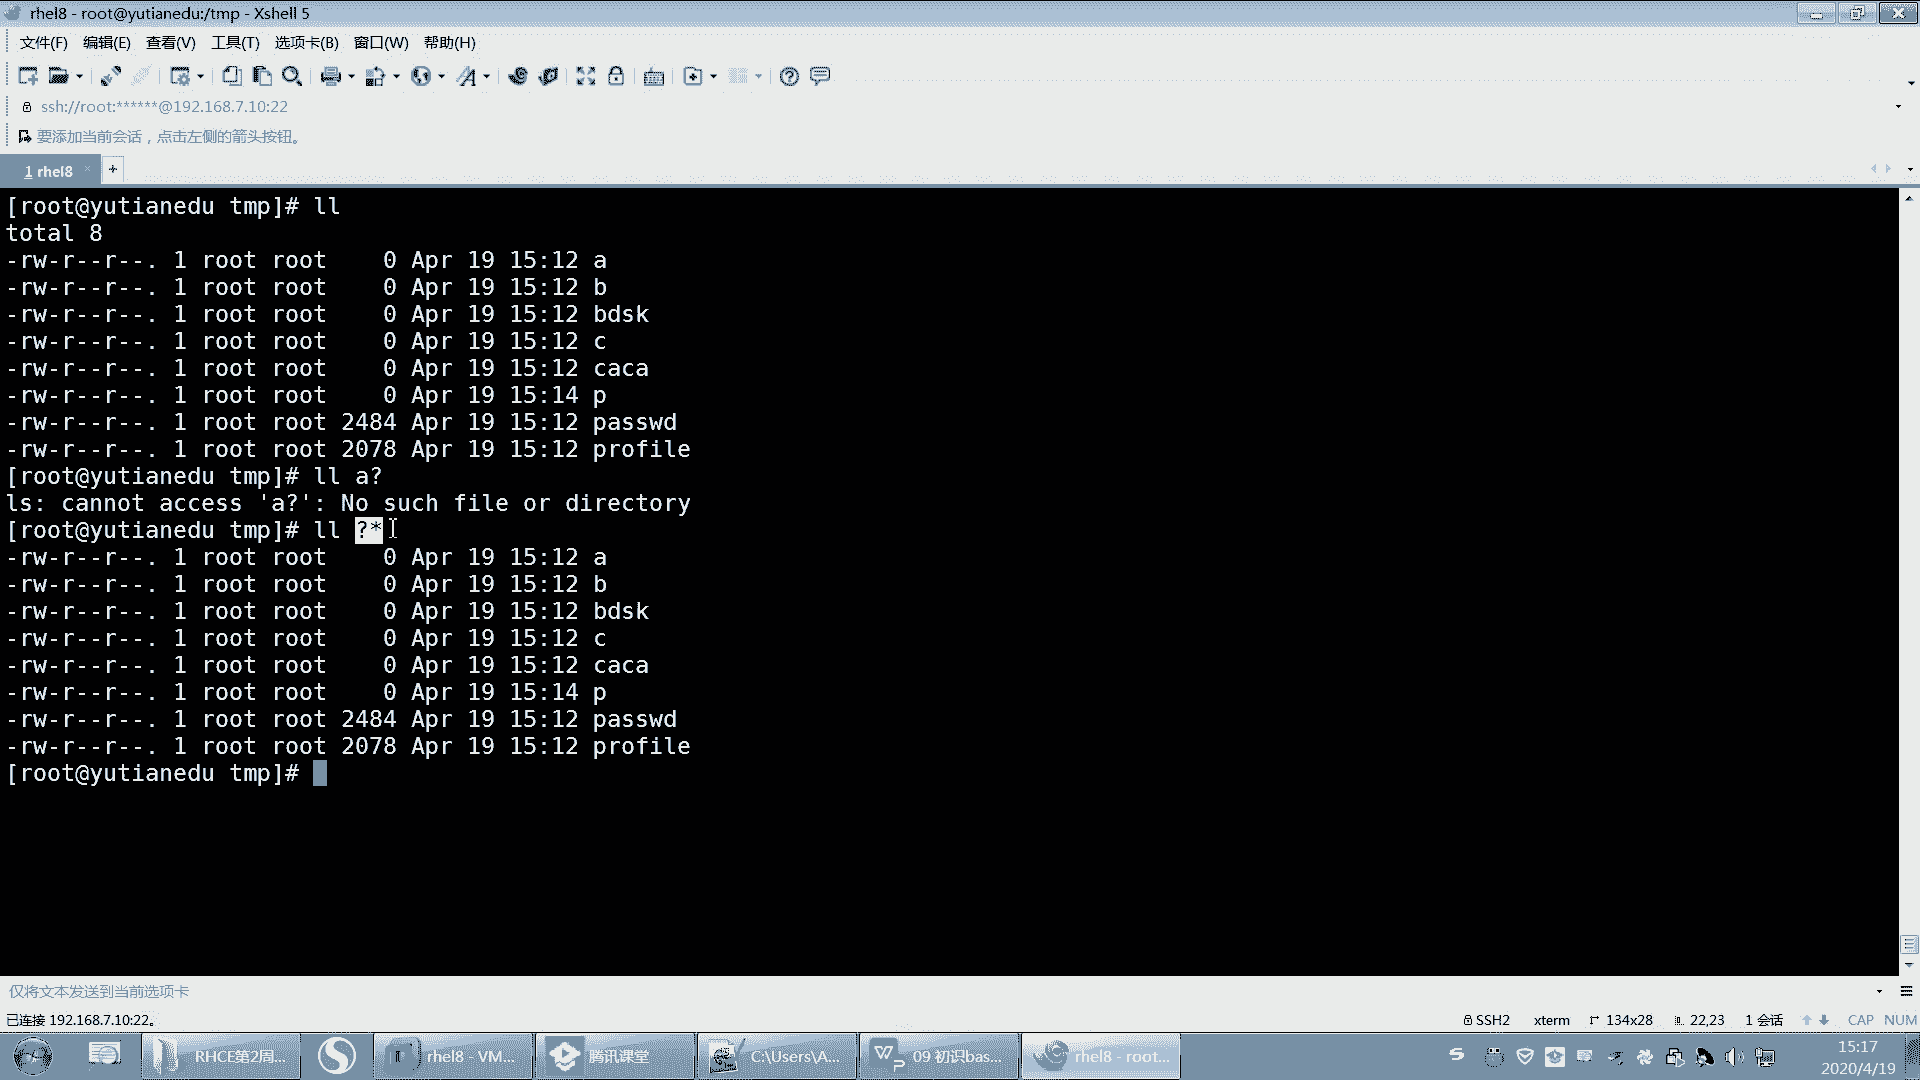 rhel8 - root@yutianedu:/tmp - Xshell 5
文件(F) 编辑(E) 查看(V) 工具(T) 选项卡(B) 窗口(W) 帮助(H)
ssh://root:******@192.168.7.10:22
要添加当前会话，点击左侧的箭头按钮。
1 rhel8
[root@yutianedu tmp]# ll
total 8
-rw-r--r--. 1 root root    0 Apr 19 15:12 a
-rw-r--r--. 1 root root    0 Apr 19 15:12 b
-rw-r--r--. 1 root root    0 Apr 19 15:12 bdsk
-rw-r--r--. 1 root root    0 Apr 19 15:12 c
-rw-r--r--. 1 root root    0 Apr 19 15:12 caca
-rw-r--r--. 1 root root    0 Apr 19 15:14 p
-rw-r--r--. 1 root root 2484 Apr 19 15:12 passwd
-rw-r--r--. 1 root root 2078 Apr 19 15:12 profile
[root@yutianedu tmp]# ll a?
ls: cannot access 'a?': No such file or directory
[root@yutianedu tmp]# ll ?*
-rw-r--r--. 1 root root    0 Apr 19 15:12 a
-rw-r--r--. 1 root root    0 Apr 19 15:12 b
-rw-r--r--. 1 root root    0 Apr 19 15:12 bdsk
-rw-r--r--. 1 root root    0 Apr 19 15:12 c
-rw-r--r--. 1 root root    0 Apr 19 15:12 caca
-rw-r--r--. 1 root root    0 Apr 19 15:14 p
-rw-r--r--. 1 root root 2484 Apr 19 15:12 passwd
-rw-r--r--. 1 root root 2078 Apr 19 15:12 profile
[root@yutianedu tmp]#
仅将文本发送到当前选项卡
已连接 192.168.7.10:22。 SSH2 xterm 134x28 22,23 1 会话 CAP NUM
RHCE第2周... rhel8 - VM... 腾讯课堂 C:\Users\A... 09 初识bas... rhel8 - root... 15:17
2020/4/19